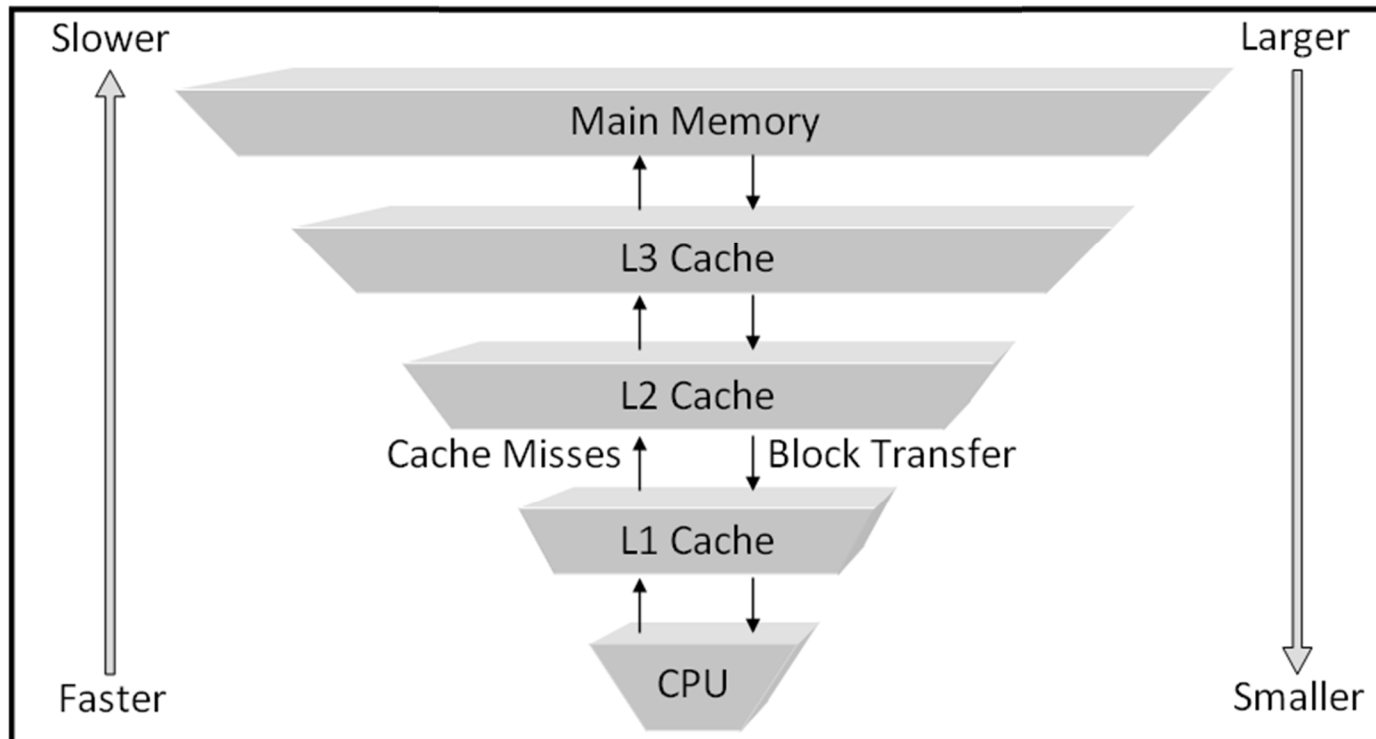 Slower
Larger
Main Memory
L3 Cache
L2 Cache
Cache Misses
Block Transfer
L1 Cache
CPU
Faster
Smaller